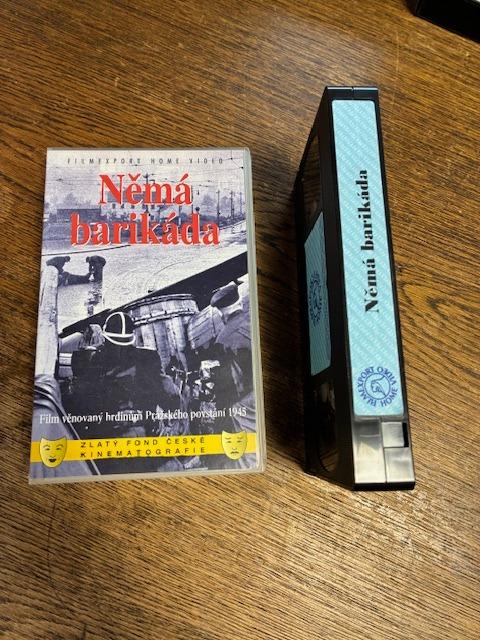 FILMEXPORT HOME VIDEO
Němá
barikáda
Film věnovaný hrdinům Pražského povstání 1945
ZLATÝ FOND ČESKÉ
KINEMATOGRAFIE
Němá barikáda
FILMEXPORT
HOME VIDEO